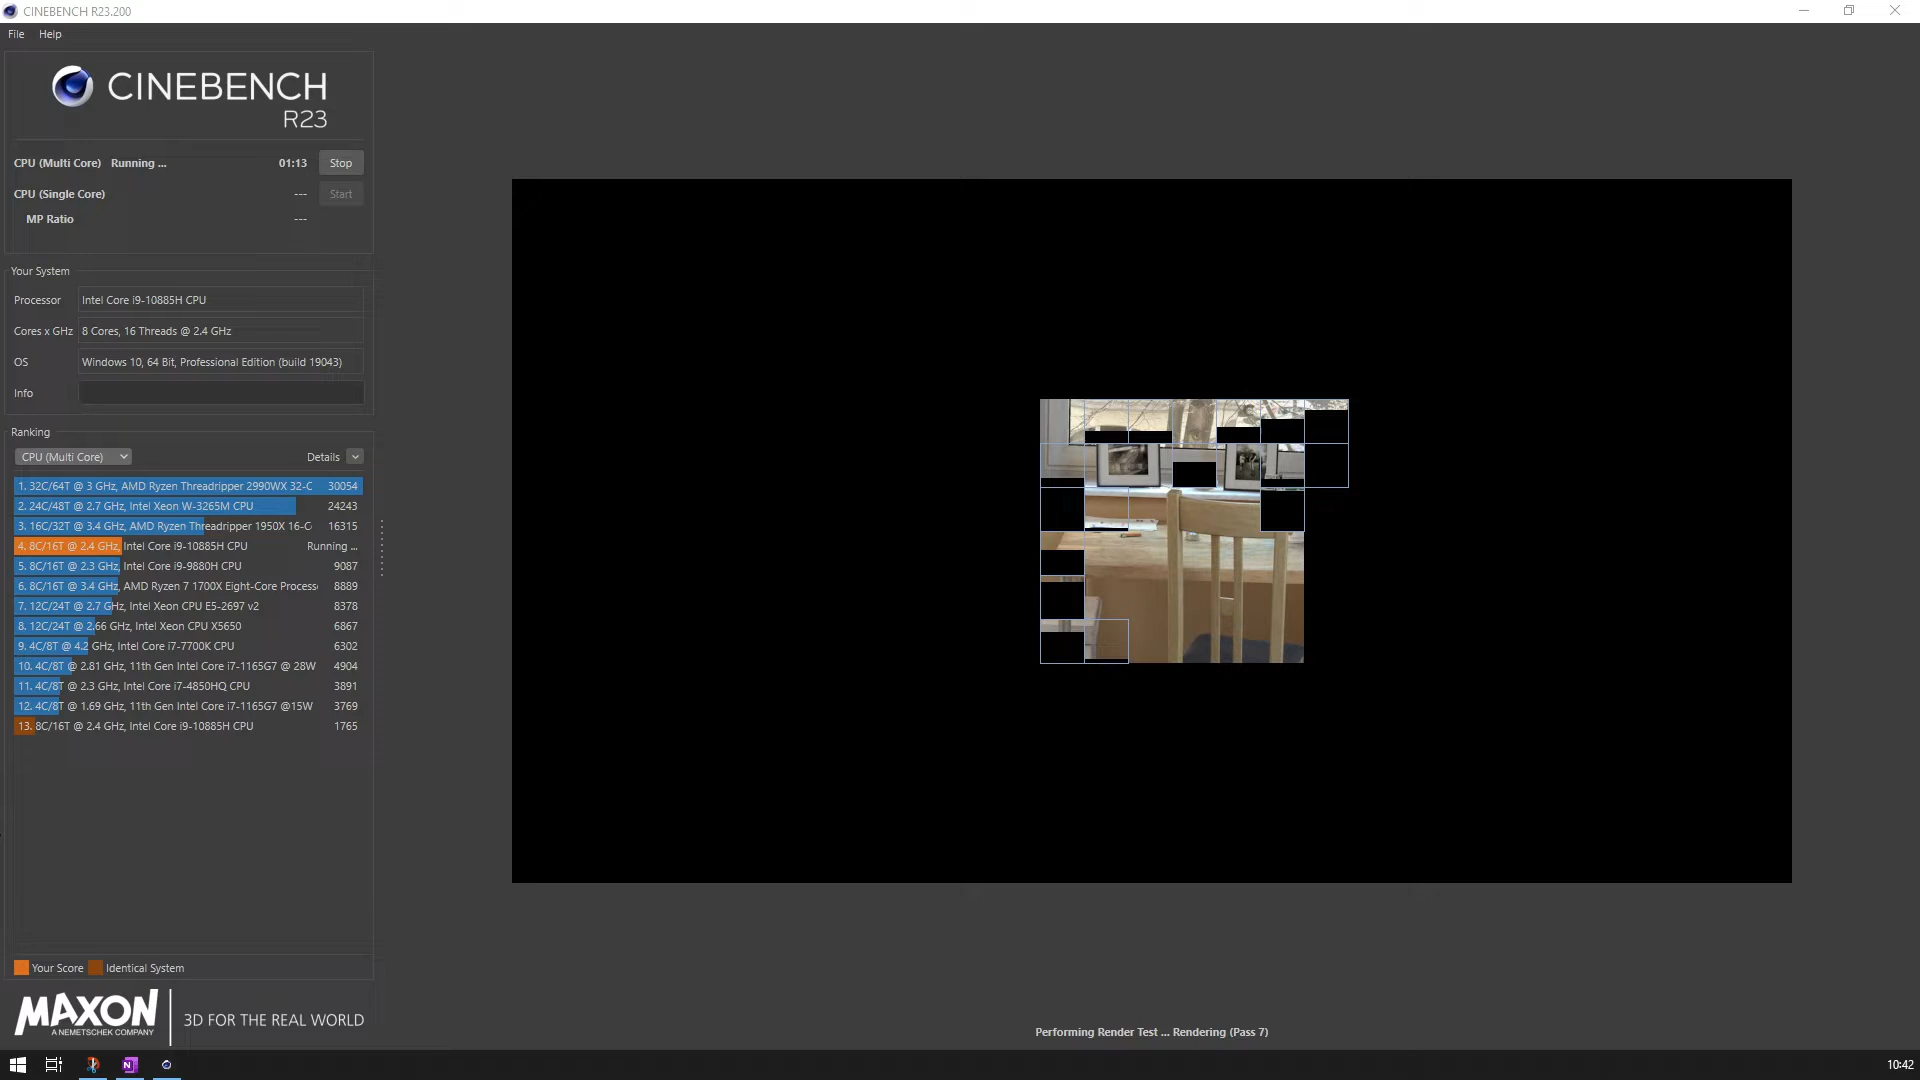 CINEBENCH R23.200
File Help
CINEBENCH
R23
CPU (Multi Core) Running ... 01:13 Stop
CPU (Single Core) --- Start
MP Ratio ---
Your System
Processor Intel Core i9-10885H CPU
Cores x GHz 8 Cores, 16 Threads @ 2.4 GHz
OS Windows 10, 64 Bit, Professional Edition (build 19043)
Info
Ranking
CPU (Multi Core) Details
1. 32C/64T @ 3 GHz, AMD Ryzen Threadripper 2990WX 32-C 30054
2. 24C/48T @ 2.7 GHz, Intel Xeon W-3265M CPU 24243
3. 16C/32T @ 3.4 GHz, AMD Ryzen Threadripper 1950X 16-C 16315
4. 8C/16T @ 2.4 GHz, Intel Core i9-10885H CPU Running ...
5. 8C/16T @ 2.3 GHz, Intel Core i9-9880H CPU 9087
6. 8C/16T @ 3.4 GHz, AMD Ryzen 7 1700X Eight-Core Process 8889
7. 12C/24T @ 2.7 GHz, Intel Xeon CPU E5-2697 v2 8378
8. 12C/24T @ 2.66 GHz, Intel Xeon CPU X5650 6867
9. 4C/8T @ 4.2 GHz, Intel Core i7-7700K CPU 6302
10. 4C/8T @ 2.81 GHz, 11th Gen Intel Core i7-1165G7 @ 28W 4904
11. 4C/8T @ 2.3 GHz, Intel Core i7-4850HQ CPU 3891
12. 4C/8T @ 1.69 GHz, 11th Gen Intel Core i7-1165G7 @15W 3769
13. 8C/16T @ 2.4 GHz, Intel Core i9-10885H CPU 1765
Your Score Identical System
MAXON
A NEMETSCHEK COMPANY
3D FOR THE REAL WORLD
Performing Render Test ... Rendering (Pass 7)
N
10:42